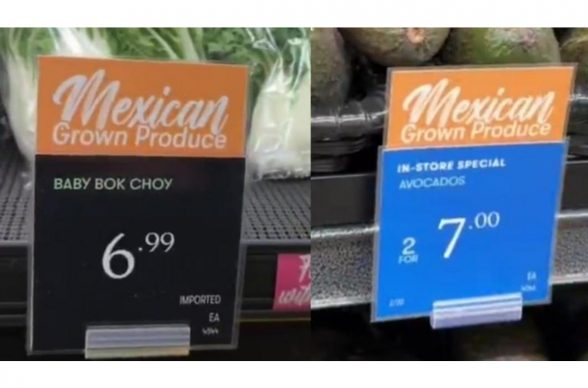 Mexican
Grown Produce
BABY BOK CHOY
6.99
IMPORTED
EA
Mexican
Grown Produce
IN-STORE SPECIAL
AVOCADOS
2 FOR 7.00
EA